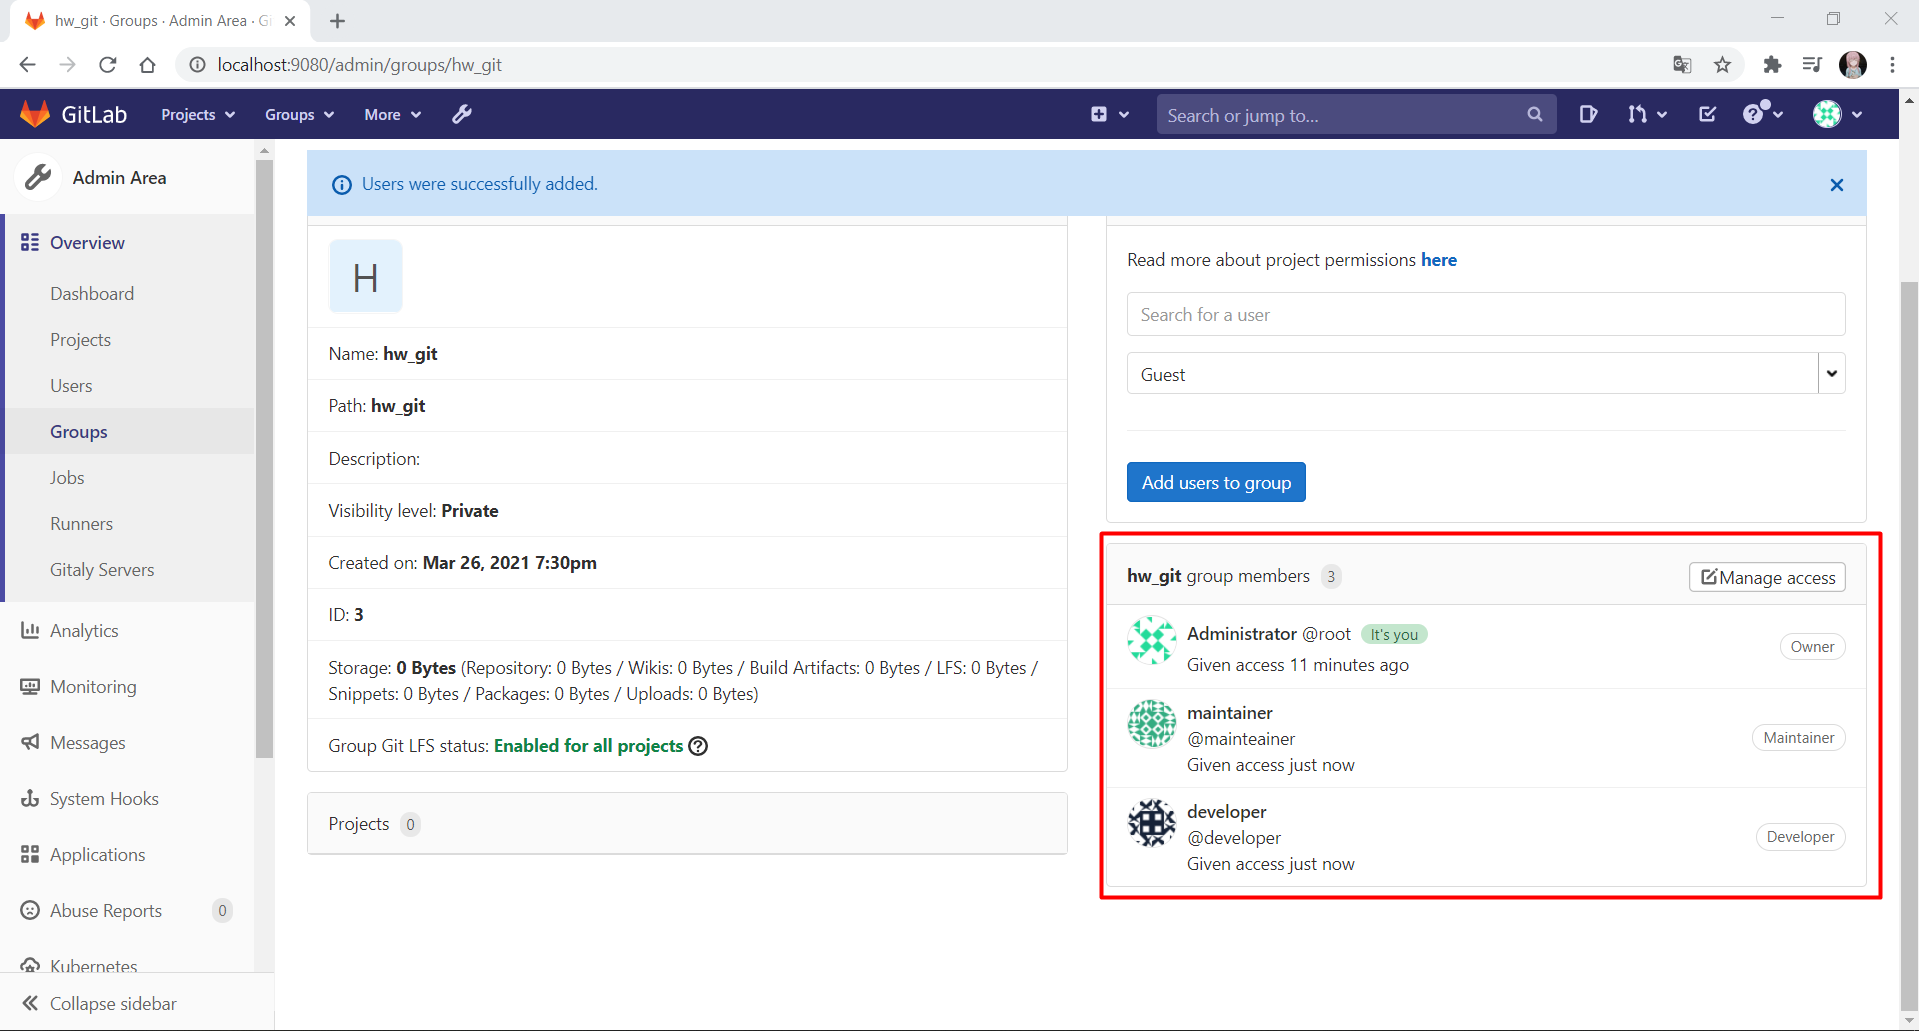 hw_git · Groups · Admin Area · Gi
localhost:9080/admin/groups/hw_git
GitLab
Projects
Groups
More
Search or jump to...
Admin Area
Overview
Dashboard
Projects
Users
Groups
Jobs
Runners
Gitaly Servers
Analytics
Monitoring
Messages
System Hooks
Applications
Abuse Reports 0
Kubernetes
Collapse sidebar
Users were successfully added.
H
Name: hw_git
Path: hw_git
Description:
Visibility level: Private
Created on: Mar 26, 2021 7:30pm
ID: 3
Storage: 0 Bytes (Repository: 0 Bytes / Wikis: 0 Bytes / Build Artifacts: 0 Bytes / LFS: 0 Bytes /
Snippets: 0 Bytes / Packages: 0 Bytes / Uploads: 0 Bytes)
Group Git LFS status: Enabled for all projects
Projects 0
Read more about project permissions here
Search for a user
Guest
Add users to group
hw_git group members 3
Manage access
Administrator @root It's you
Given access 11 minutes ago
Owner
maintainer
@mainteainer
Given access just now
Maintainer
developer
@developer
Given access just now
Developer